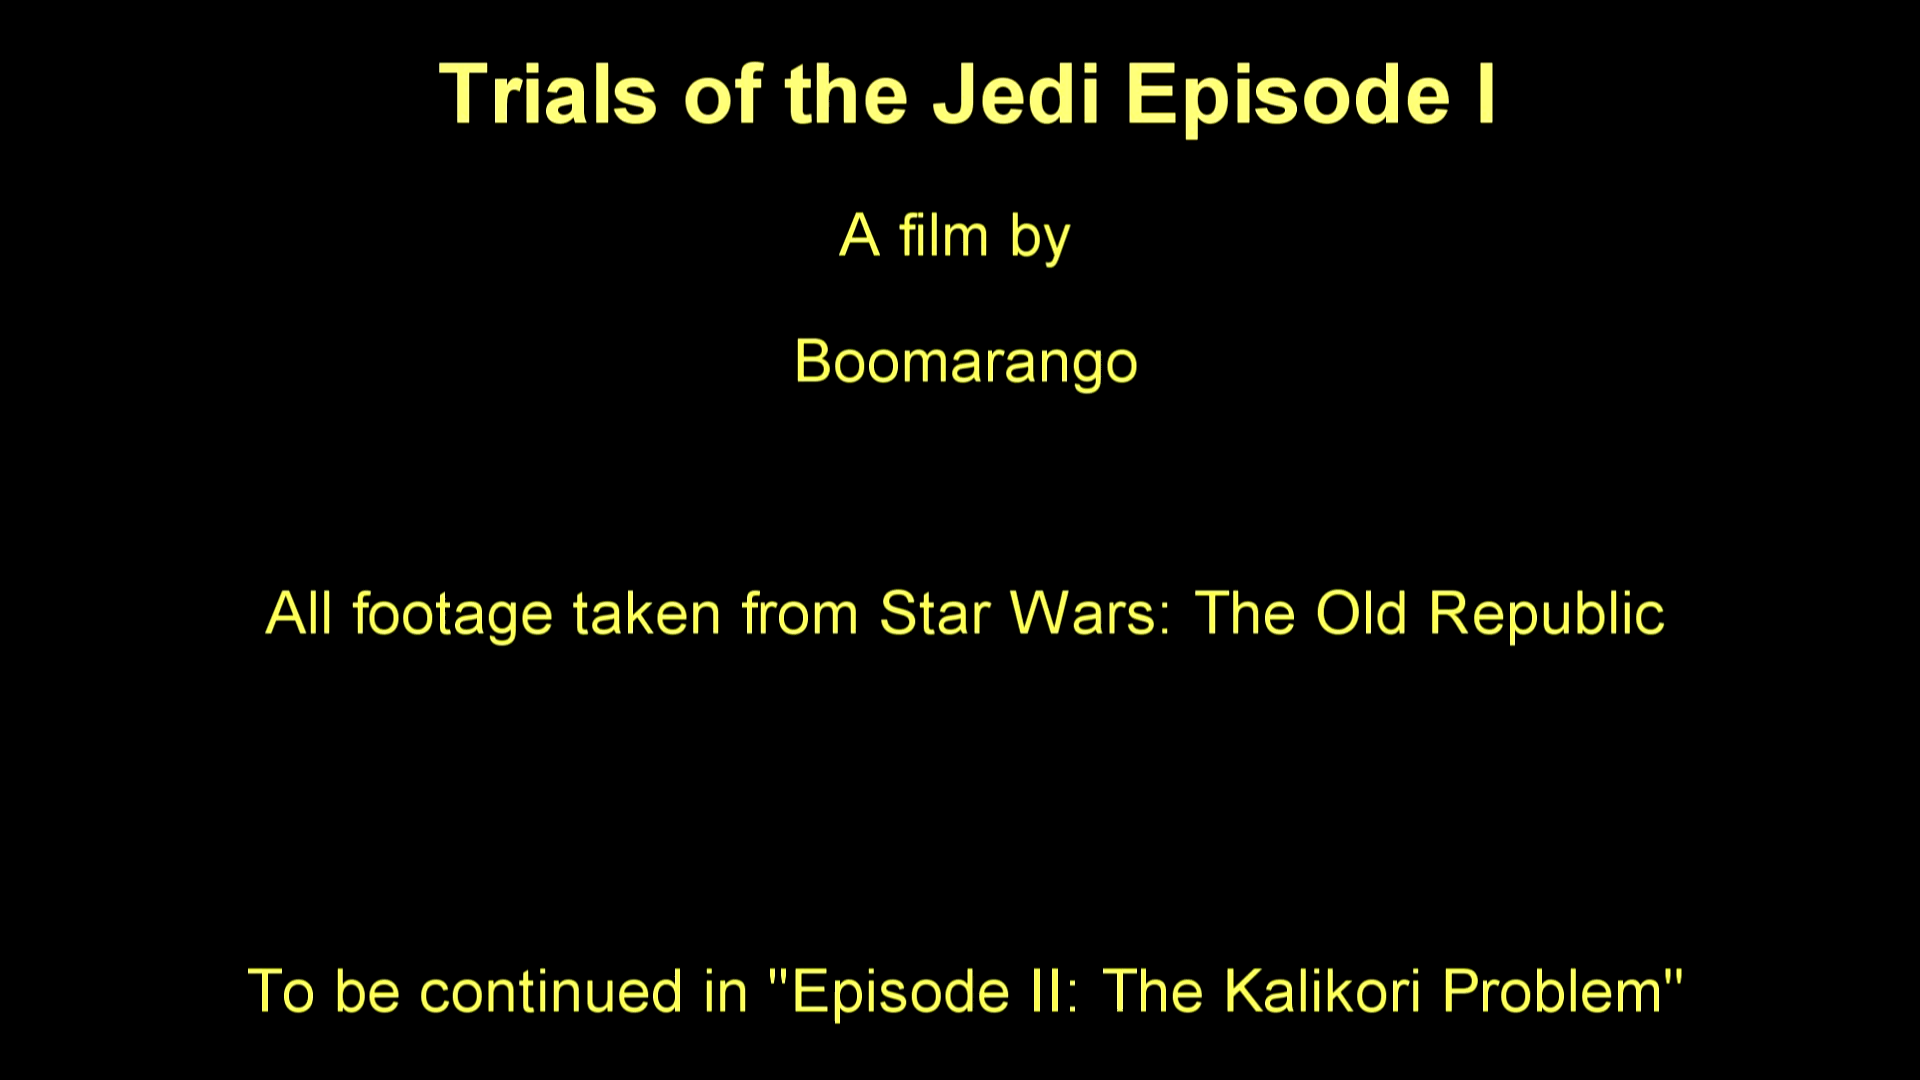 Trials of the Jedi Episode I
A film by
Boomarango
All footage taken from Star Wars: The Old Republic
To be continued in "Episode II: The Kalikori Problem"